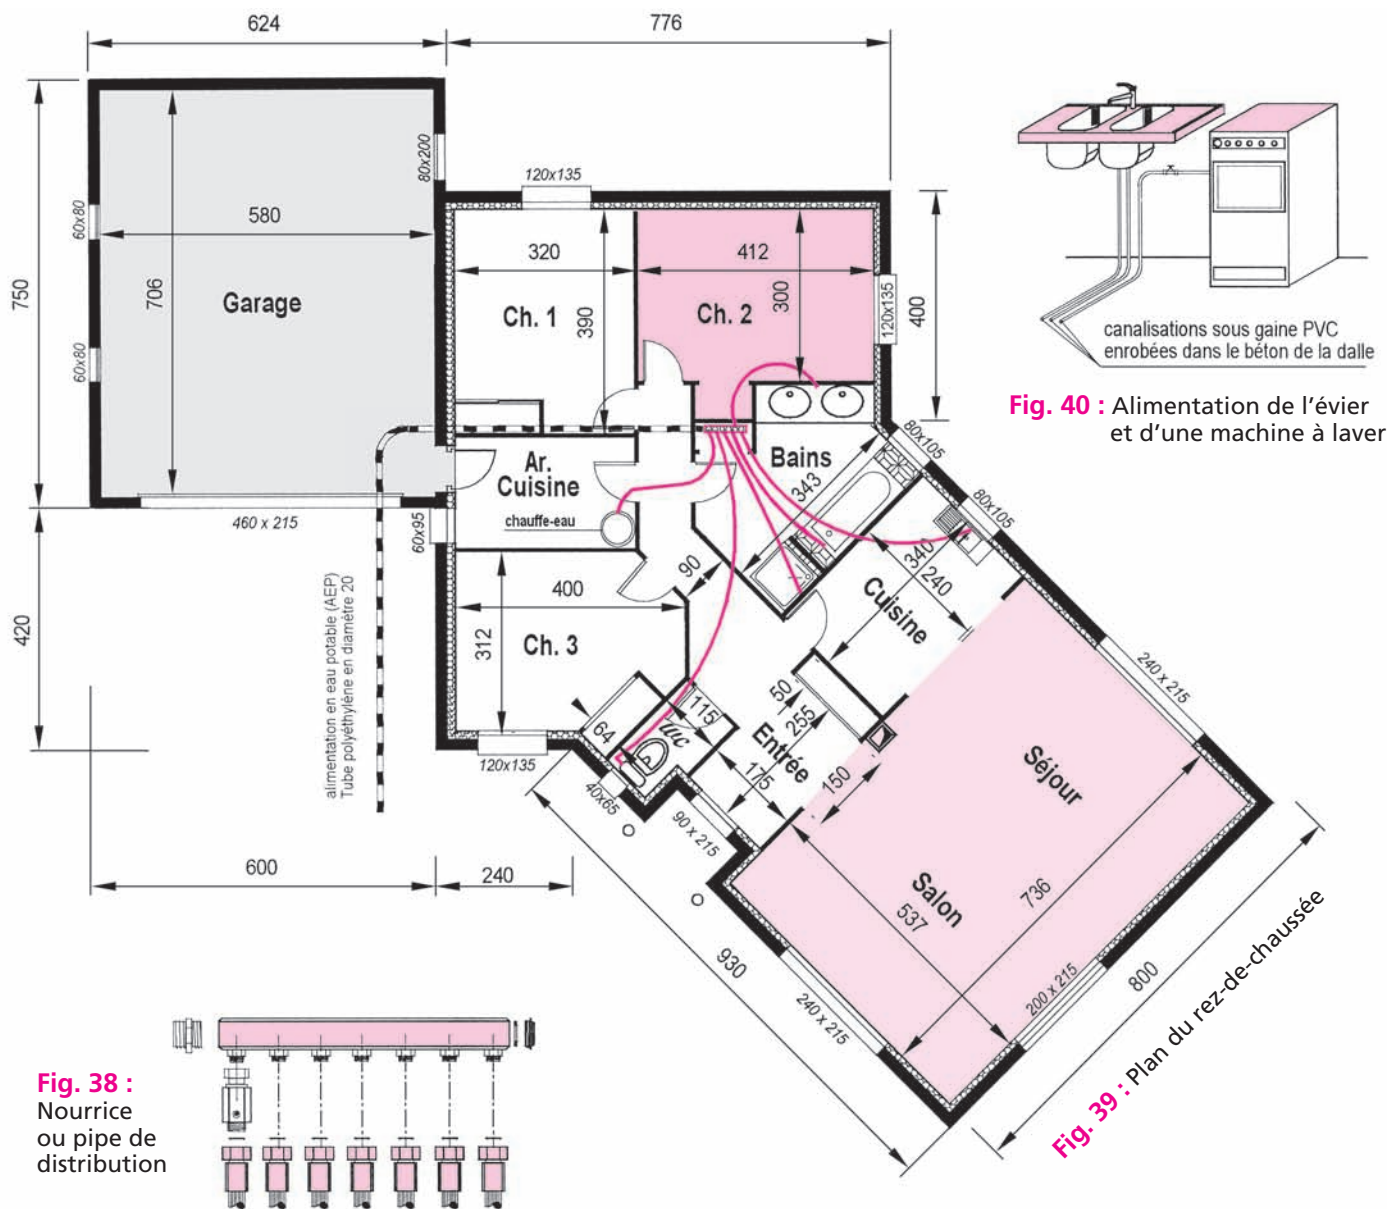 624
776
120x135
80x200
60x80
580
706
750
Garage
60x80
320
Ch. 1
390
412
300
Ch. 2
120x135
400
canalisations sous gaine PVC
enrobées dans le béton de la dalle
Fig. 40 : Alimentation de l'évier
et d'une machine à laver
80x105
Ar.
Cuisine
chauffe-eau
Bains
343
80x105
460 x 215
60x95
340
240
Cuisine
90
400
312
Ch. 3
420
alimentation en eau potable (AEP)
Tube polyéthylène en diamètre 20
240 x 215
50
255
115
64
WC
Entrée
175
150
Séjour
120x135
40x65
90 x 215
600
240
Salon
537
736
930
240 x 215
200 x 215
800
Fig. 39 : Plan du rez-de-chaussée
Fig. 38 :
Nourrice
ou pipe de
distribution